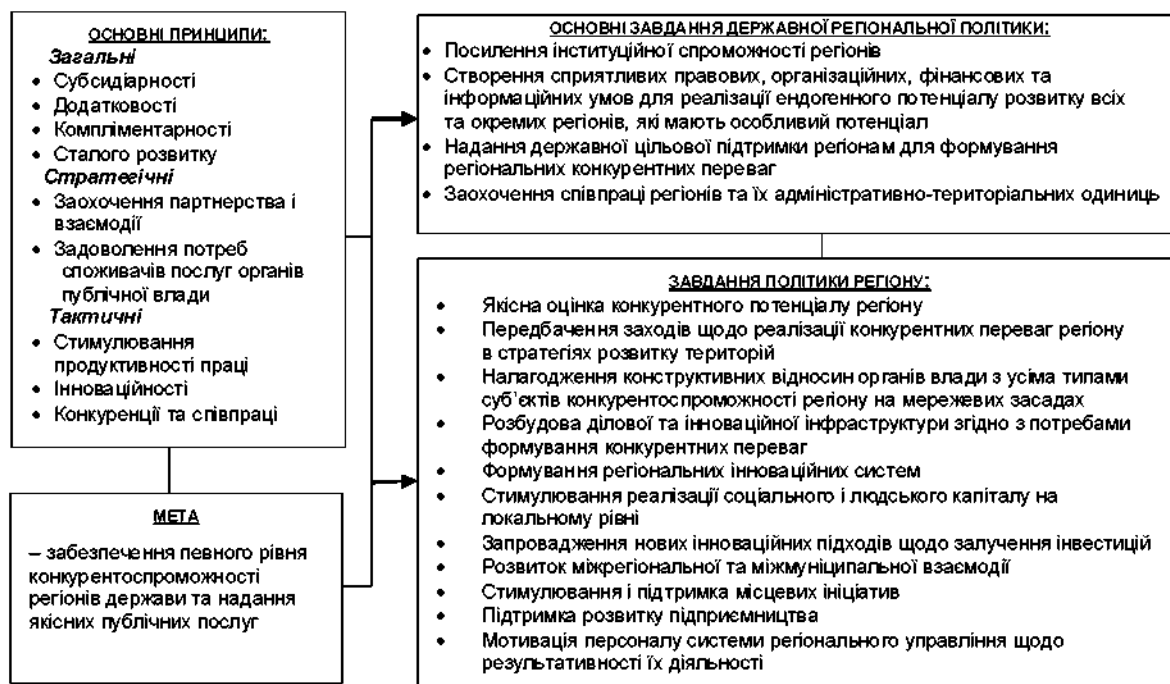 ОСНОВНІ ПРИНЦИПИ:
Загальні
• Субсидіарності
• Додатковості
• Компліментарності
• Сталого розвитку
Стратегічні
• Заохочення партнерства і
взаємодії
• Задоволення потреб
споживачів послуг органів
публічної влади
Тактичні
• Стимулювання
продуктивності праці
• Інноваційності
• Конкуренції та співпраці
МЕТА
– забезпечення певного рівня
конкурентоспроможності
регіонів держави та надання
якісних публічних послуг
ОСНОВНІ ЗАВДАННЯ ДЕРЖАВНОЇ РЕГІОНАЛЬНОЇ ПОЛІТИКИ:
• Посилення інституційної спроможності регіонів
• Створення сприятливих правових, організаційних, фінансових та
інформаційних умов для реалізації ендогенного потенціалу розвитку всіх
та окремих регіонів, які мають особливий потенціал
• Надання державної цільової підтримки регіонам для формування
регіональних конкурентних переваг
• Заохочення співпраці регіонів та їх адміністративно-територіальних одиниць
ЗАВДАННЯ ПОЛІТИКИ РЕГІОНУ:
• Якісна оцінка конкурентного потенціалу регіону
• Передбачення заходів щодо реалізації конкурентних переваг регіону
в стратегіях розвитку територій
• Налагодження конструктивних відносин органів влади з усіма типами
суб’єктів конкурентоспроможності регіону на мережевих засадах
• Розбудова ділової та інноваційної інфраструктури згідно з потребами
формування конкурентних переваг
• Формування регіональних інноваційних систем
• Стимулювання реалізації соціального і людського капіталу на
локальному рівні
• Запровадження нових інноваційних підходів щодо залучення інвестицій
• Розвиток міжрегіональної та міжмуніципальної взаємодії
• Стимулювання і підтримка місцевих ініціатив
• Підтримка розвитку підприємництва
• Мотивація персоналу системи регіонального управління щодо
результативності їх діяльності